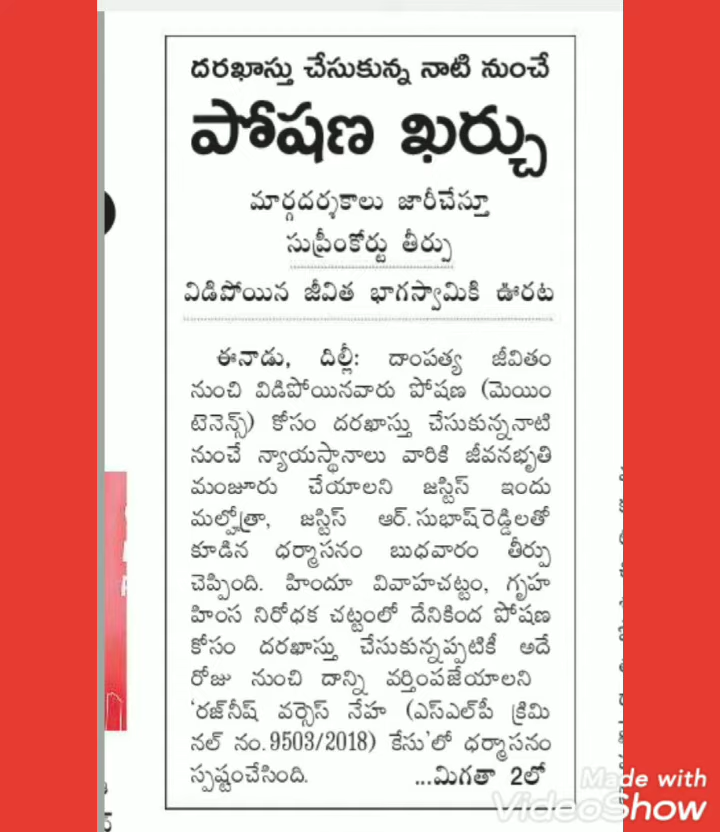 దరఖాస్తు చేసుకున్న నాటి నుంచే
పోషణ ఖర్చు
మార్గదర్శకాలు జారీచేస్తూ
సుప్రీంకోర్టు తీర్పు
విడిపోయిన జీవిత భాగస్వామికి ఊరట
ఈనాడు, దిల్లీ: దాంపత్య జీవితం
నుంచి విడిపోయినవారు పోషణ (మెయిం
టెనెన్స్) కోసం దరఖాస్తు చేసుకున్ననాటి
నుంచే న్యాయస్థానాలు వారికి జీవనభృతి
మంజూరు చేయాలని జస్టిస్ ఇందు
మల్హోత్రా, జస్టిస్ ఆర్.సుభాష్‌రెడ్డిలతో
కూడిన ధర్మాసనం బుధవారం తీర్పు
చెప్పింది. హిందూ వివాహచట్టం, గృహ
హింస నిరోధక చట్టంలో దేనికింద పోషణ
కోసం దరఖాస్తు చేసుకున్నప్పటికీ అదే
రోజు నుంచి దాన్ని వర్తింపజేయాలని
'రజ్‌నీష్ వర్సెస్ నేహ (ఎస్ఎల్‌పీ క్రిమి
నల్ నం.9503/2018) కేసు'లో ధర్మాసనం
స్పష్టంచేసింది. ...మిగతా 2లో
Made with
VideoShow